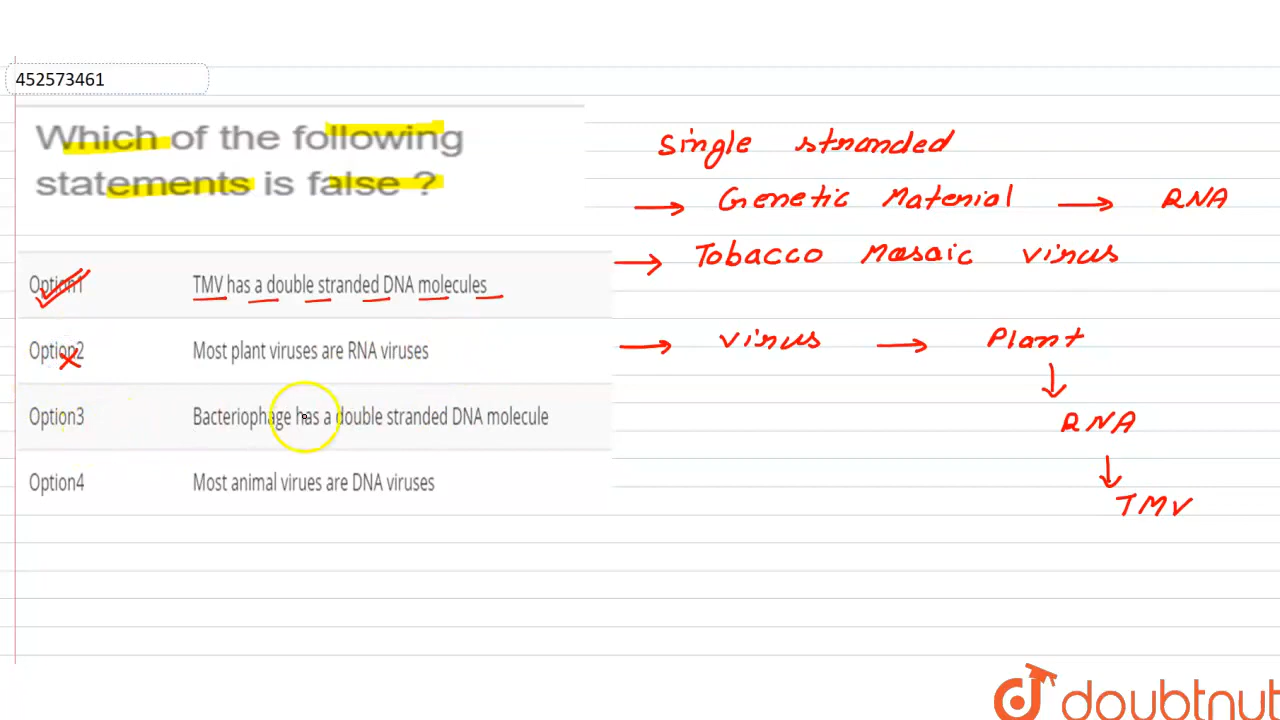 452573461
Which of the following
statements is false ?
Option1 TMV has a double stranded DNA molecules
Option2 Most plant viruses are RNA viruses
Option3 Bacteriophage has a double stranded DNA molecule
Option4 Most animal virues are DNA viruses
Single stranded
→ Genetic Material → RNA
→ Tobacco Mosaic virus
→ virus → Plant
↓
RNA
↓
TMV
doubtnut